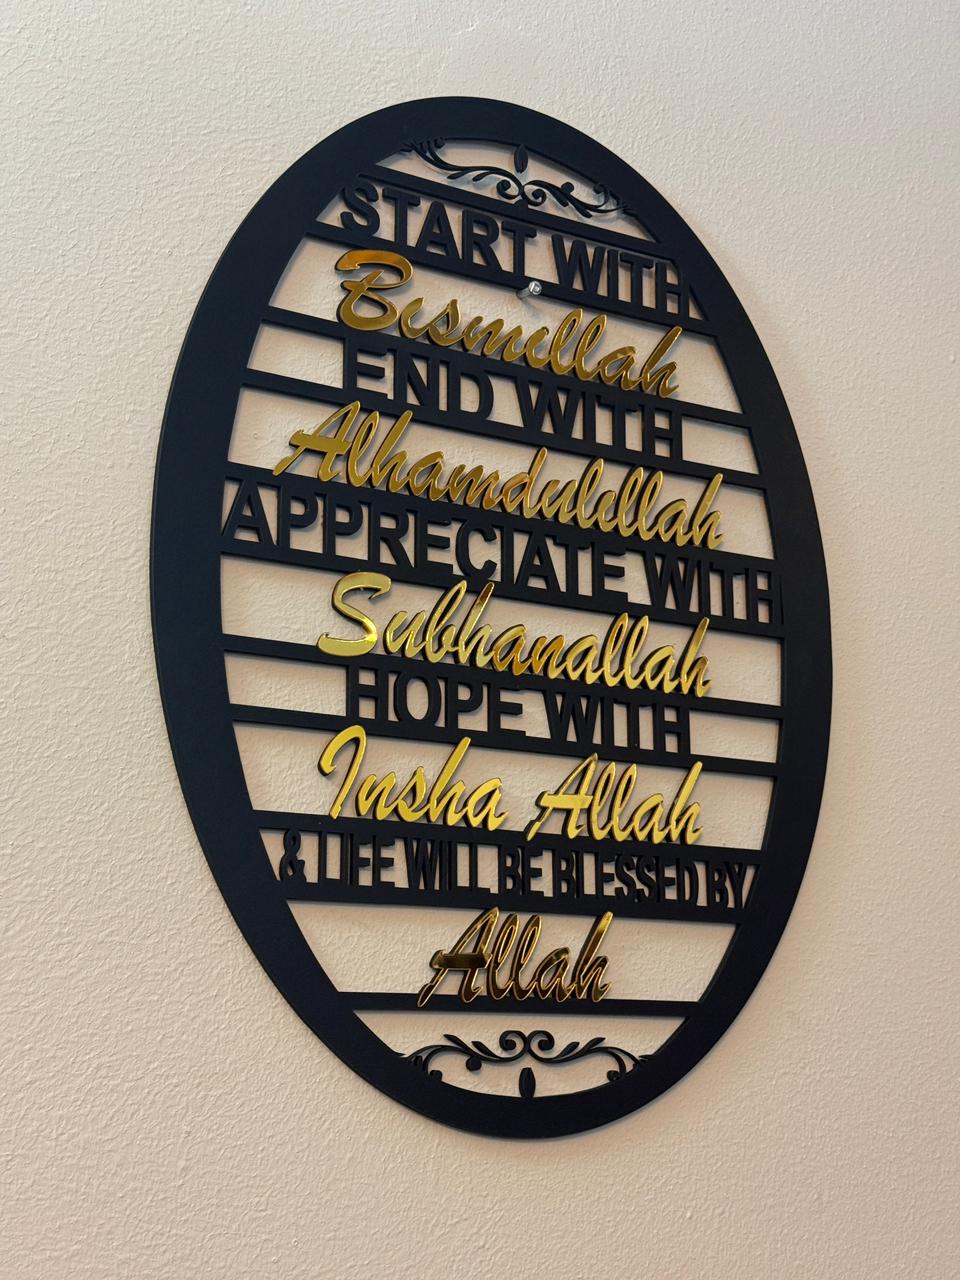 START WITH
Bismillah
END WITH
Alhamdulillah
APPRECIATE WITH
Subhanallah
HOPE WITH
Insha Allah
& LIFE WILL BE BLESSED BY
Allah